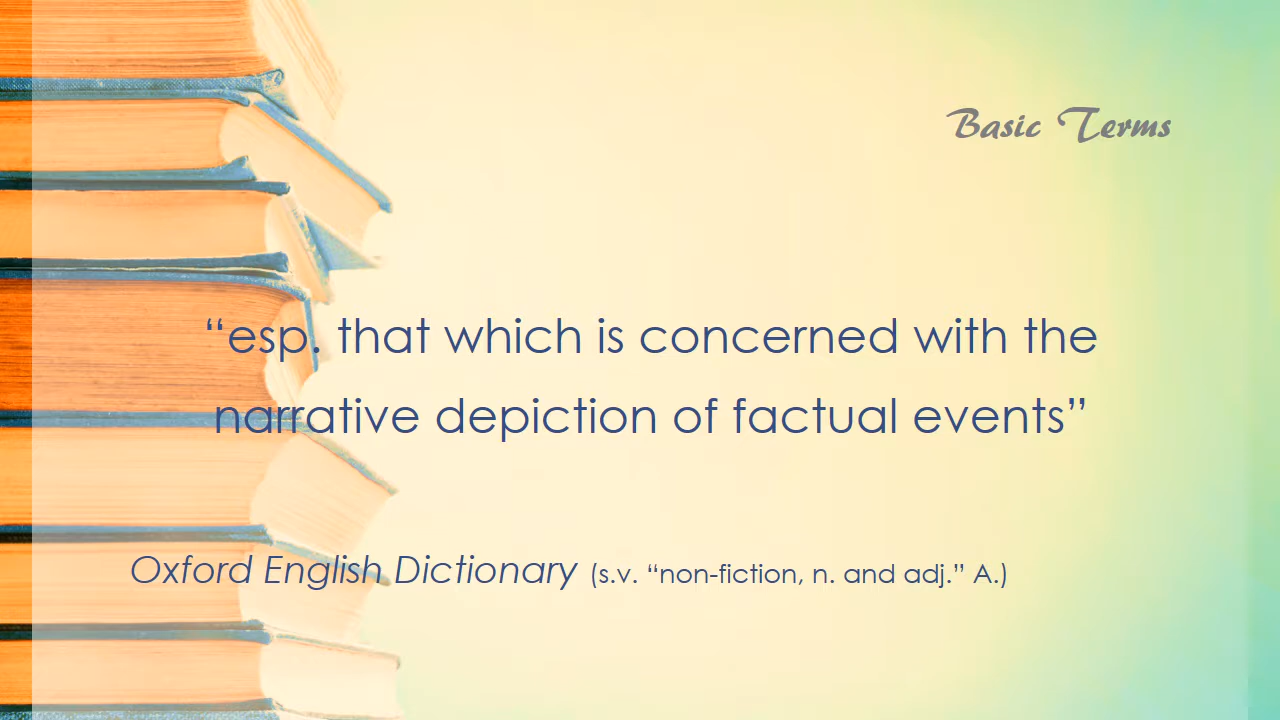 Basic Terms
“esp. that which is concerned with the
narrative depiction of factual events”
Oxford English Dictionary (s.v. “non-fiction, n. and adj.” A.)